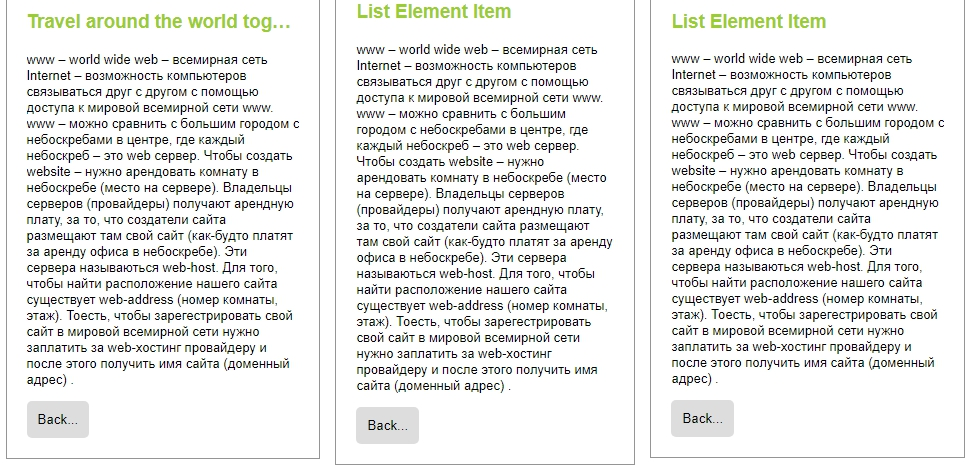 Travel around the world tog…
www – world wide web – всемирная сеть
Internet – возможность компьютеров
связываться друг с другом с помощью
доступа к мировой всемирной сети www.
www – можно сравнить с большим городом с
небоскребами в центре, где каждый
небоскреб – это web сервер. Чтобы создать
website – нужно арендовать комнату в
небоскребе (место на сервере). Владельцы
серверов (провайдеры) получают арендную
плату, за то, что создатели сайта
размещают там свой сайт (как-будто платят
за аренду офиса в небоскребе). Эти
сервера называються web-host. Для того,
чтобы найти расположение нашего сайта
существует web-address (номер комнаты,
этаж). Тоесть, чтобы зарегестрировать свой
сайт в мировой всемирной сети нужно
заплатить за web-хостинг провайдеру и
после этого получить имя сайта (доменный
адрес) .
Back...
List Element Item
www – world wide web – всемирная сеть
Internet – возможность компьютеров
связываться друг с другом с помощью
доступа к мировой всемирной сети www.
www – можно сравнить с большим
городом с небоскребами в центре, где
каждый небоскреб – это web сервер.
Чтобы создать website – нужно
арендовать комнату в небоскребе (место
на сервере). Владельцы серверов
(провайдеры) получают арендную плату,
за то, что создатели сайта размещают
там свой сайт (как-будто платят за аренду
офиса в небоскребе). Эти сервера
называються web-host. Для того, чтобы
найти расположение нашего сайта
существует web-address (номер комнаты,
этаж). Тоесть, чтобы зарегестрировать
свой сайт в мировой всемирной сети
нужно заплатить за web-хостинг
провайдеру и после этого получить имя
сайта (доменный адрес) .
Back...
List Element Item
www – world wide web – всемирная сеть
Internet – возможность компьютеров
связываться друг с другом с помощью
доступа к мировой всемирной сети www.
www – можно сравнить с большим городом с
небоскребами в центре, где каждый
небоскреб – это web сервер. Чтобы создать
website – нужно арендовать комнату в
небоскребе (место на сервере). Владельцы
серверов (провайдеры) получают арендную
плату, за то, что создатели сайта
размещают там свой сайт (как-будто платят
за аренду офиса в небоскребе). Эти
сервера называються web-host. Для того,
чтобы найти расположение нашего сайта
существует web-address (номер комнаты,
этаж). Тоесть, чтобы зарегестрировать свой
сайт в мировой всемирной сети нужно
заплатить за web-хостинг провайдеру и
после этого получить имя сайта (доменный
адрес) .
Back...